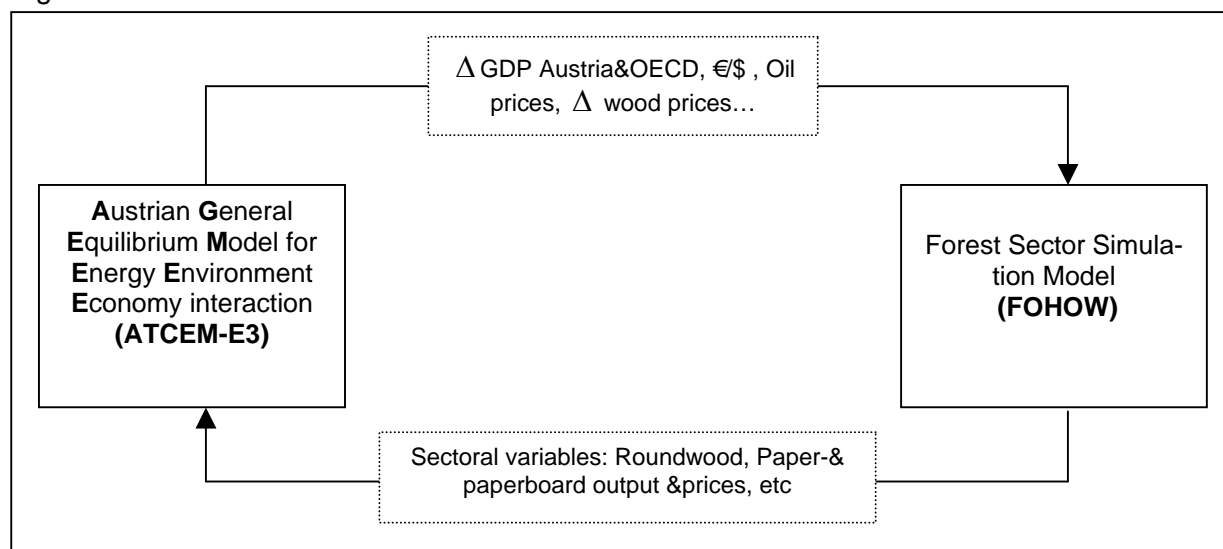 Δ GDP Austria&OECD, €/$ , Oil
prices, Δ wood prices…
Austrian General
Equilibrium Model for
Energy Environment
Economy interaction
(ATCEM-E3)
Forest Sector Simula-
tion Model
(FOHOW)
Sectoral variables: Roundwood, Paper-&
paperboard output &prices, etc